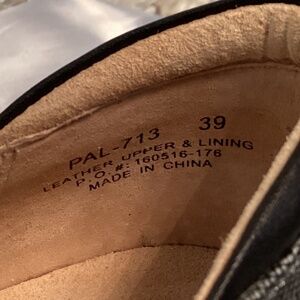 PAL-713 39
LEATHER UPPER & LINING
P.O.#: 160516-176
MADE IN CHINA